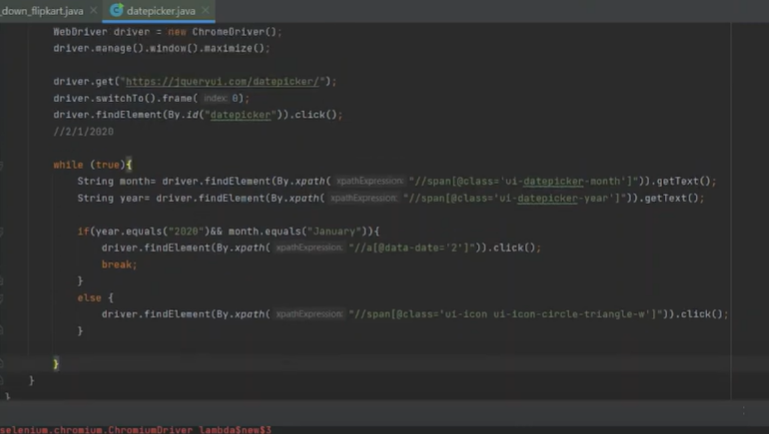 _down_flipkart.java × datepicker.java ×
WebDriver driver = new ChromeDriver();
driver.manage().window().maximize();
driver.get("https://jqueryui.com/datepicker/");
driver.switchTo().frame( index: 0);
driver.findElement(By.id("datepicker")).click();
//2/1/2020
while (true){
String month= driver.findElement(By.xpath( xpathExpression: "//span[@class='ui-datepicker-month']")).getText();
String year= driver.findElement(By.xpath( xpathExpression: "//span[@class='ui-datepicker-year']")).getText();
if(year.equals("2020")&& month.equals("January")){
driver.findElement(By.xpath( xpathExpression: "//a[@data-date='2']")).click();
break;
}
else {
driver.findElement(By.xpath( xpathExpression: "//span[@class='ui-icon ui-icon-circle-triangle-w']")).click();
}
}
}
}
selenium.chromium.ChromiumDriver lambda$new$3